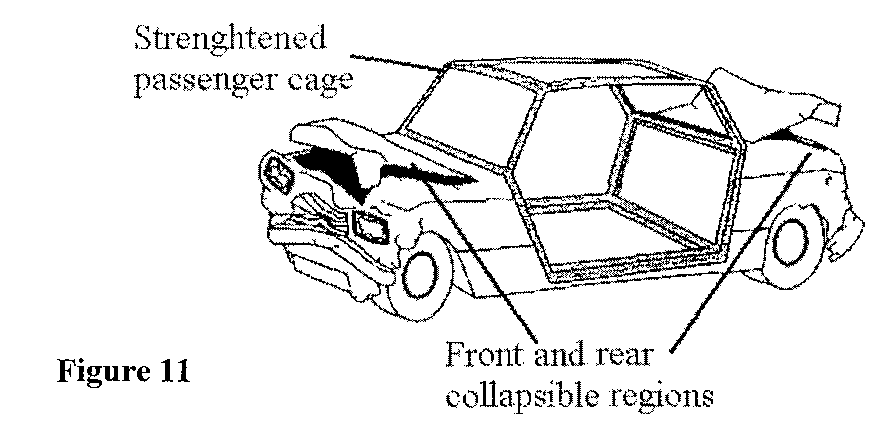 Strenghtened
passenger cage
Front and rear
collapsible regions
Figure 11